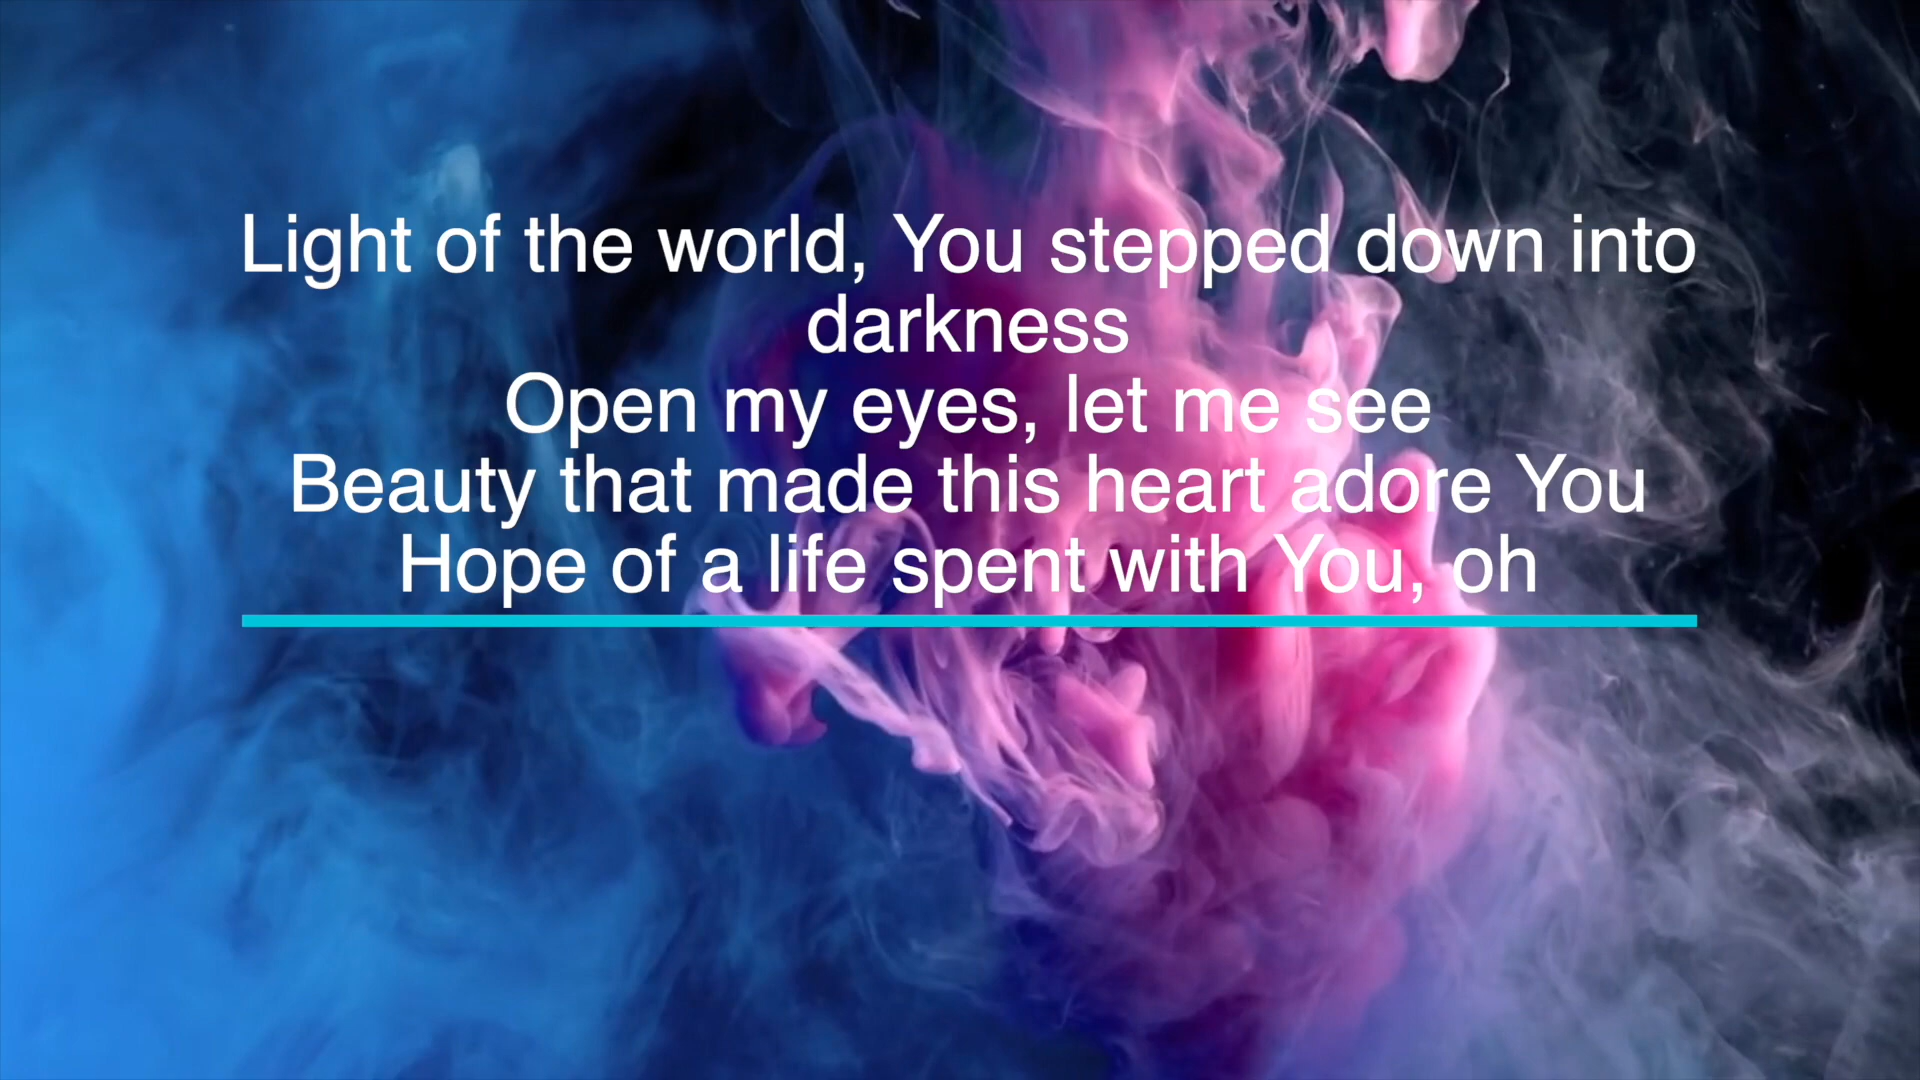 Light of the world, You stepped down into
darkness
Open my eyes, let me see
Beauty that made this heart adore You
Hope of a life spent with You, oh